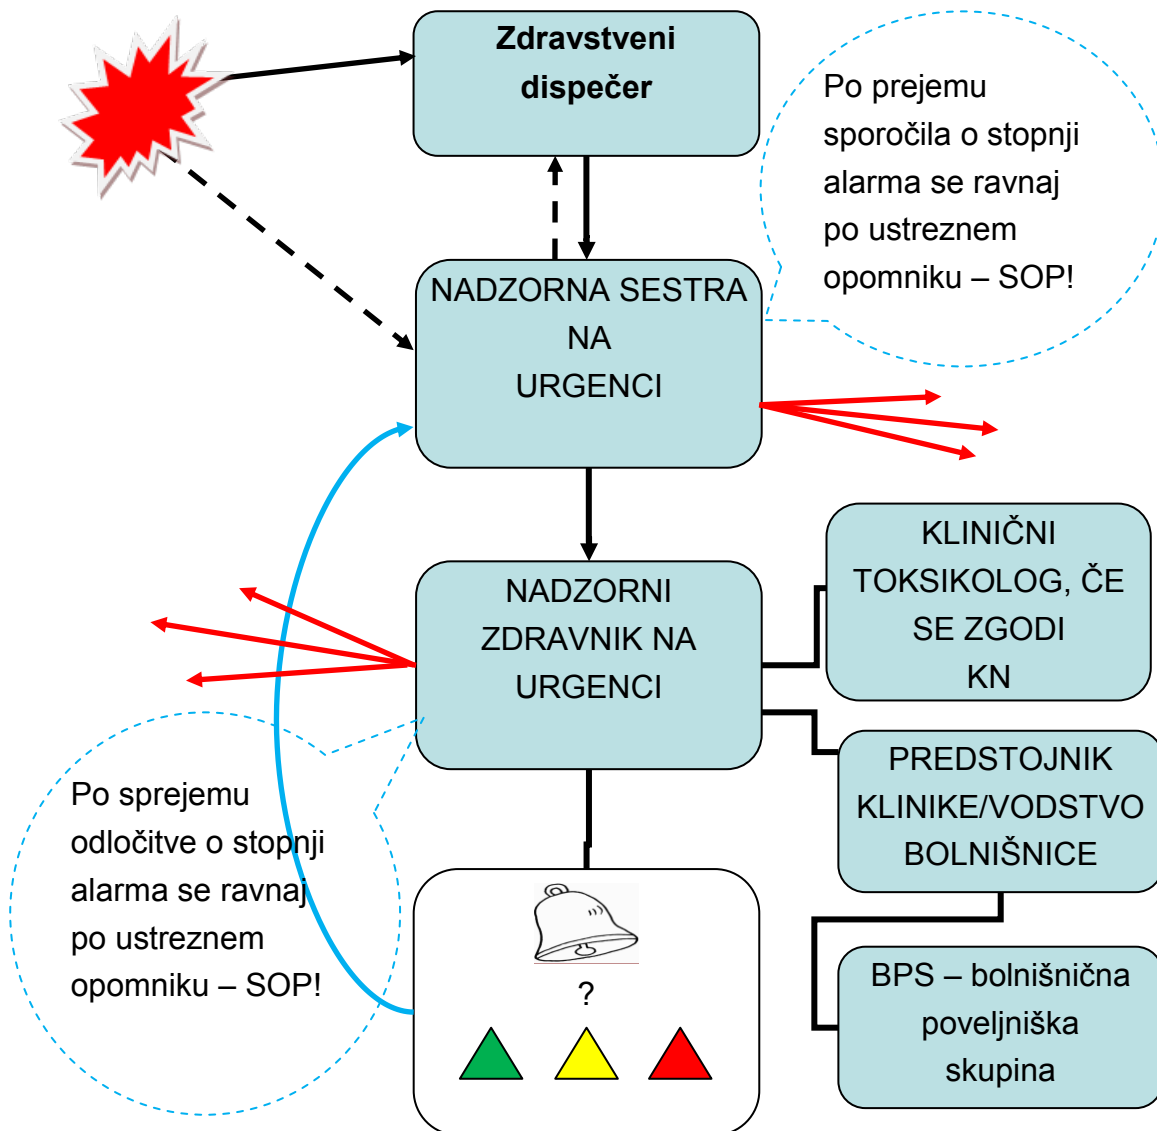 Zdravstveni
dispečer
Po prejemu
sporočila o stopnji
alarma se ravnaj
po ustreznem
opomniku – SOP!
NADZORNA SESTRA
NA
URGENCI
NADZORNI
ZDRAVNIK NA
URGENCI
KLINIČNI
TOKSIKOLOG, ČE
SE ZGODI
KN
PREDSTOJNIK
KLINIKE/VODSTVO
BOLNIŠNICE
Po sprejemu
odločitve o stopnji
alarma se ravnaj
po ustreznem
opomniku – SOP!
?
BPS – bolnišnična
poveljniška
skupina